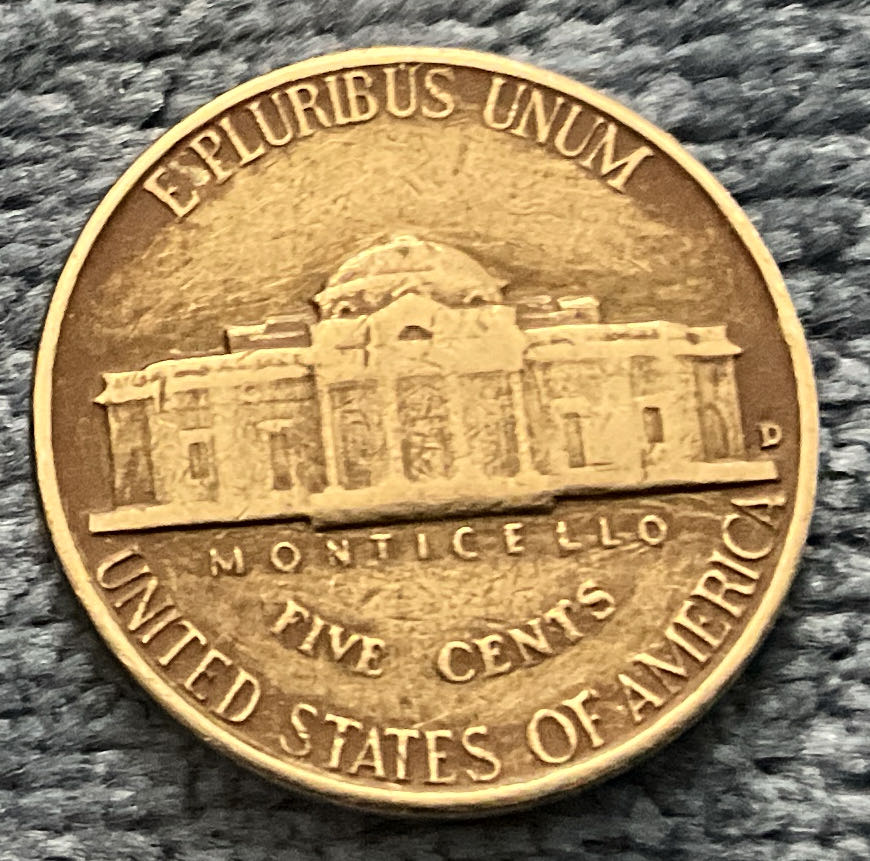 E PLURIBUS UNUM
D
MONTICELLO
FIVE CENTS
UNITED STATES OF AMERICA